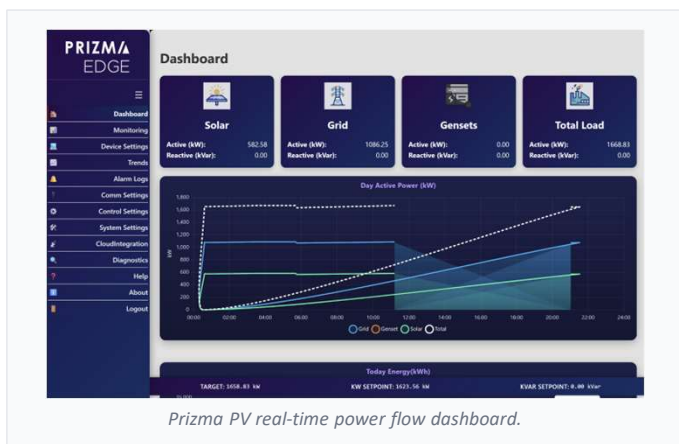 PRIZMA
EDGE
Dashboard
Monitoring
Device Settings
Trends
Alarm Logs
Comm Settings
Control Settings
System Settings
CloudIntegration
Diagnostics
Help
About
Logout
Dashboard
Solar
Active (kW): 582.58
Reactive (kVar): 0.00
Grid
Active (kW): 1086.25
Reactive (kVar): 0.00
Gensets
Active (kW): 0.00
Reactive (kVar): 0.00
Total Load
Active (kW): 1668.83
Reactive (kVar): 0.00
Day Active Power (kW)
kW
1,800
1,600
1,400
1,200
1,000
800
600
400
200
0
00:00 02:00 04:00 06:00 08:00 10:00 12:00 14:00 16:00 18:00 20:00 22:00 24:00
Grid Genset Solar Total
Today Energy(kWh)
TARGET: 1658.83 kW KW SETPOINT: 1623.56 kW KVAR SETPOINT: 0.00 kVar
Prizma PV real-time power flow dashboard.